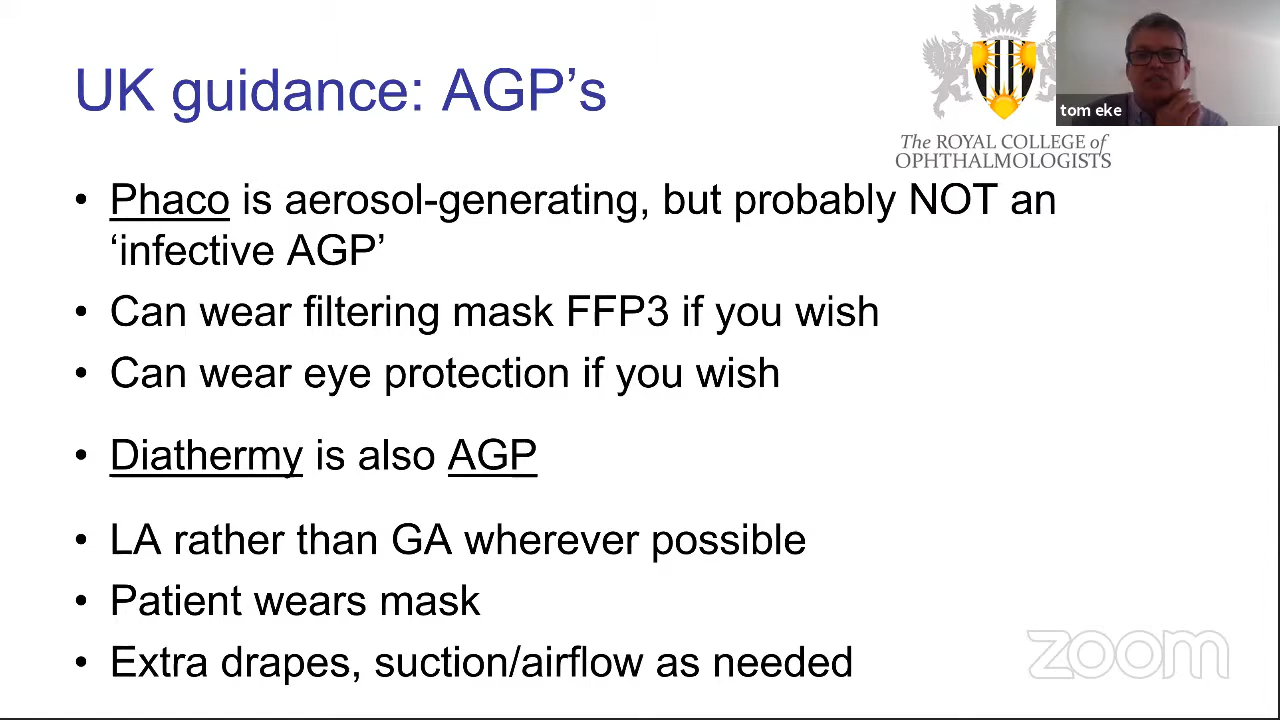 UK guidance: AGP's
tom eke
The ROYAL COLLEGE of
OPHTHALMOLOGISTS
• Phaco is aerosol-generating, but probably NOT an
'infective AGP'
• Can wear filtering mask FFP3 if you wish
• Can wear eye protection if you wish
• Diathermy is also AGP
• LA rather than GA wherever possible
• Patient wears mask
• Extra drapes, suction/airflow as needed
zoom